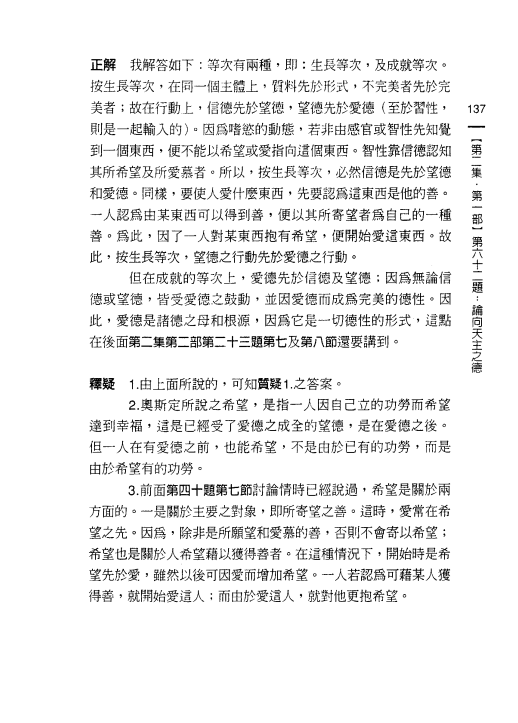 正解　我解答如下：等次有兩種，即：生長等次，及成就等次。
按生長等次，在同一個主體上，質料先於形式，不完美者先於完
美者；故在行動上，信德先於望德，望德先於愛德（至於習性，
則是一起輸入的）。因爲嗜慾的動態，若非由感官或智性先知覺
到一個東西，便不能以希望或愛指向這個東西。智性靠信德認知
其所希望及所愛慕者。所以，按生長等次，必然信德是先於望德
和愛德。同樣，要使人愛什麼東西，先要認爲這東西是他的善。
一人認爲由某東西可以得到善，便以其所寄望者爲自己的一種
善。爲此，因了一人對某東西抱有希望，便開始愛這東西。故
此，按生長等次，望德之行動先於愛德之行動。
但在成就的等次上，愛德先於信德及望德；因爲無論信
德或望德，皆受愛德之鼓動，並因愛德而成爲完美的德性。因
此，愛德是諸德之母和根源，因爲它是一切德性的形式，這點
在後面第二集第二部第二十三題第七及第八節還要講到。
釋疑　1.由上面所說的，可知質疑1.之答案。
2.奧斯定所說之希望，是指一人因自己立的功勞而希望
達到幸福，這是已經受了愛德之成全的望德，是在愛德之後。
但一人在有愛德之前，也能希望，不是由於已有的功勞，而是
由於希望有的功勞。
3.前面第四十題第七節討論情時已經說過，希望是關於兩
方面的。一是關於主要之對象，即所寄望之善。這時，愛常在希
望之先。因爲，除非是所願望和愛慕的善，否則不會寄以希望；
希望也是關於人希望藉以獲得善者。在這種情況下，開始時是希
望先於愛，雖然以後可因愛而增加希望。一人若認爲可藉某人獲
得善，就開始愛這人；而由於愛這人，就對他更抱希望。
137
【第二集．第一部】第六十二題：論向天主之德